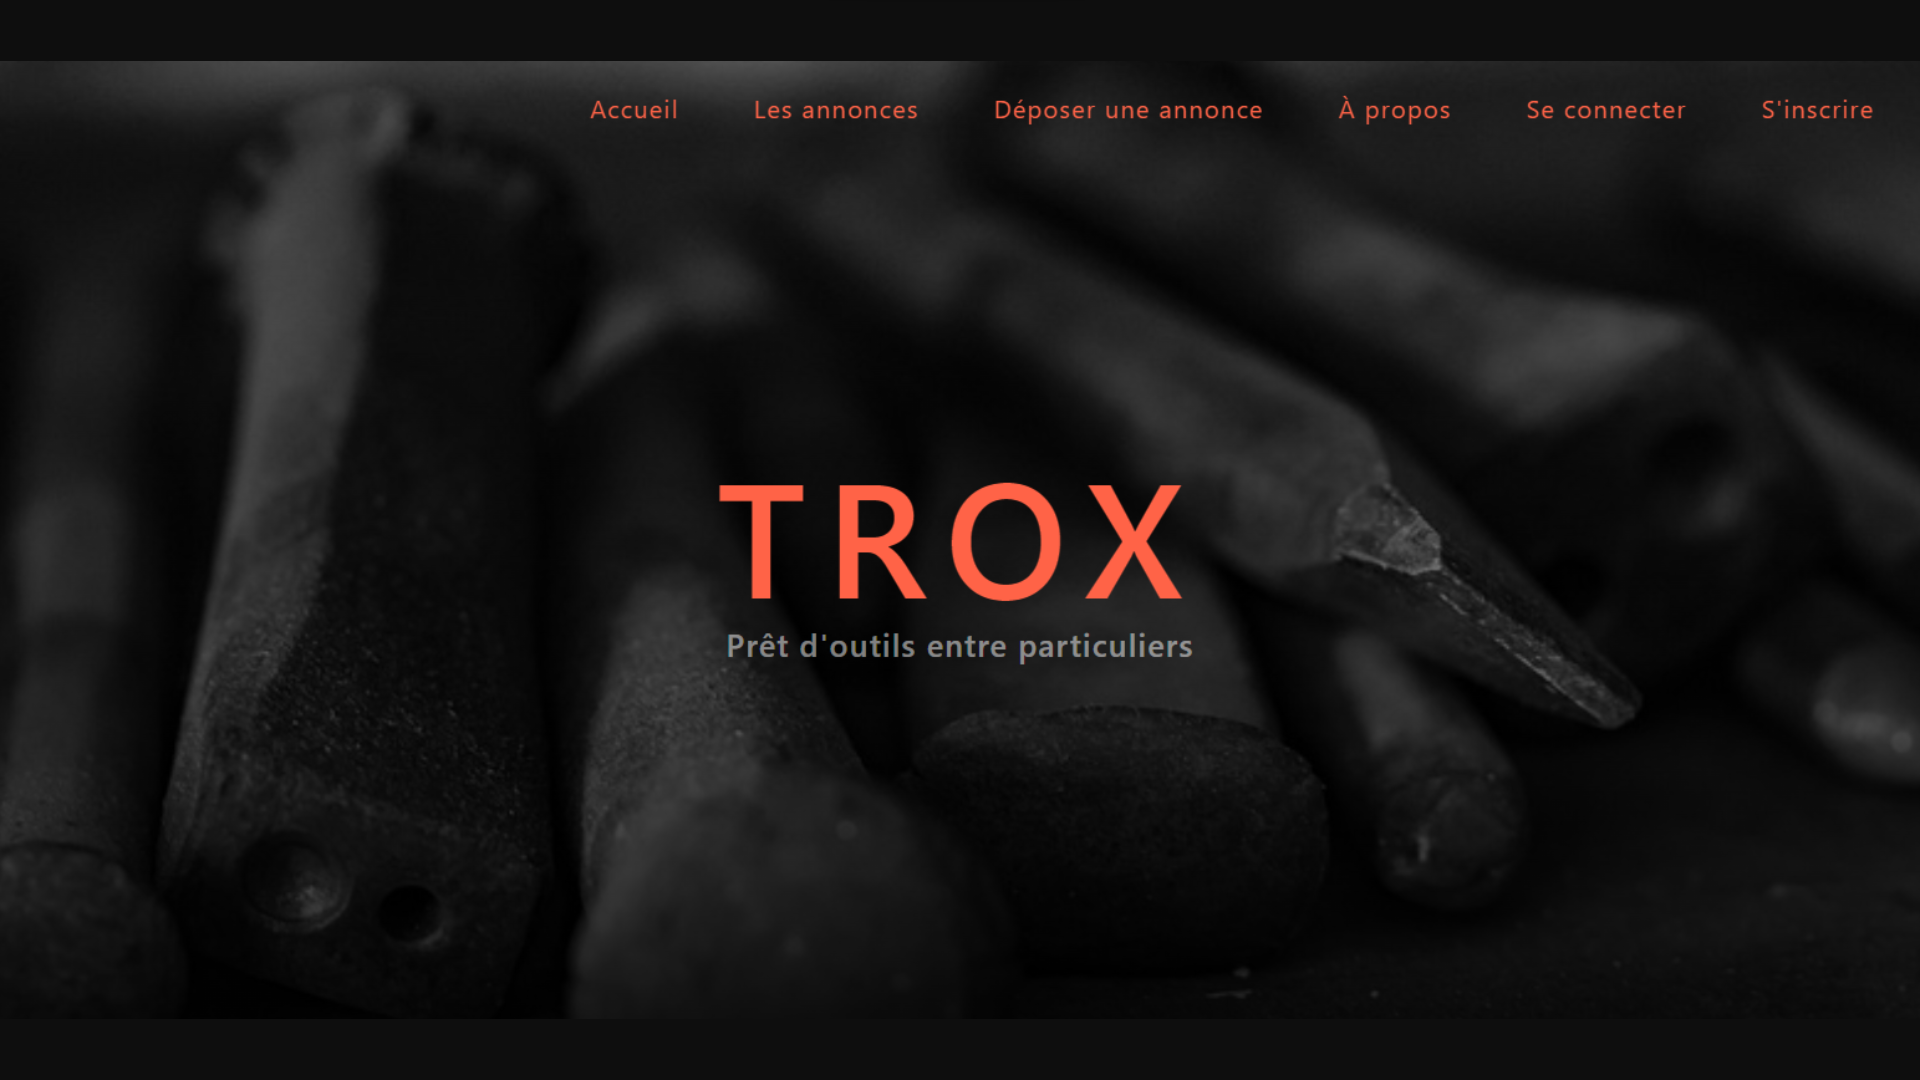 Accueil Les annonces Déposer une annonce À propos Se connecter S'inscrire
TROX
Prêt d'outils entre particuliers